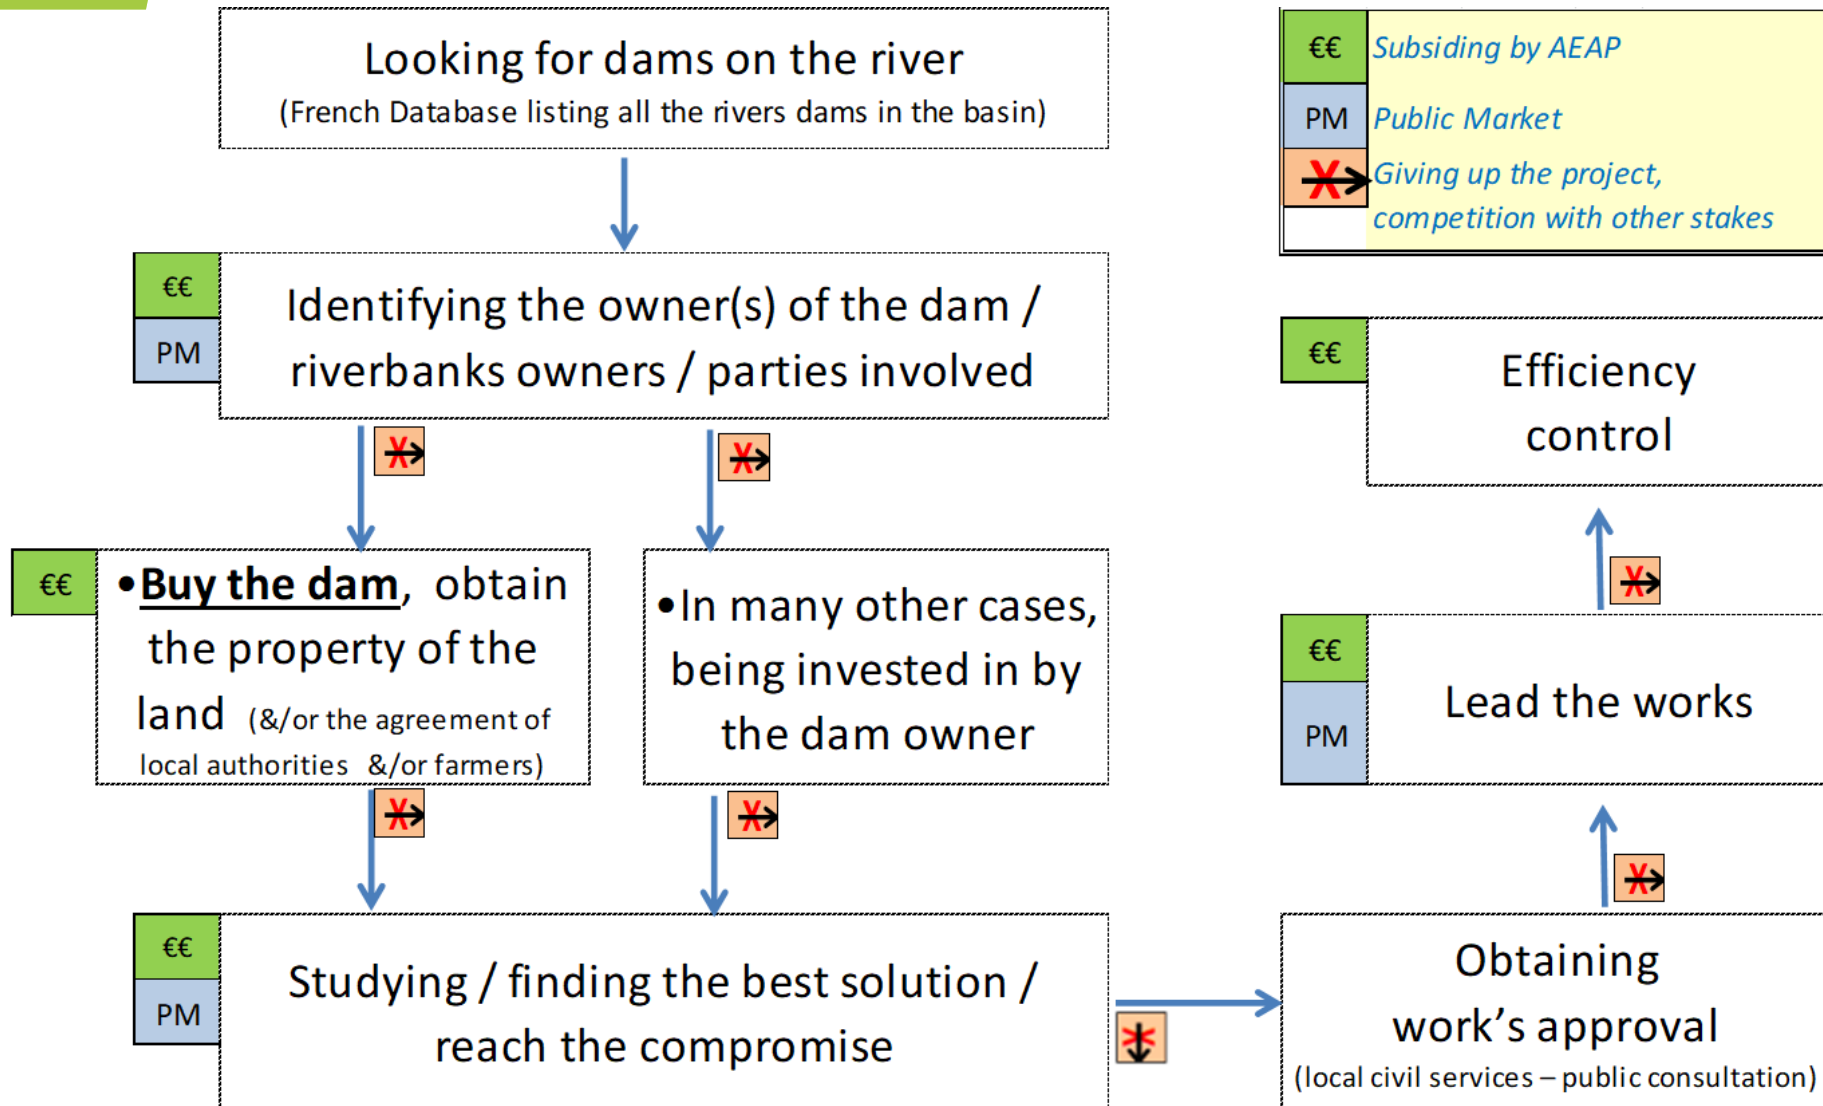 Looking for dams on the river
(French Database listing all the rivers dams in the basin)
€€
Subsiding by AEAP
PM
Public Market
X
Giving up the project,
competition with other stakes
€€
PM
Identifying the owner(s) of the dam /
riverbanks owners / parties involved
X
X
€€
•Buy the dam, obtain
the property of the
land (&/or the agreement of
local authorities &/or farmers)
•In many other cases,
being invested in by
the dam owner
X
X
€€
PM
Studying / finding the best solution /
reach the compromise
X
Obtaining
work's approval
(local civil services – public consultation)
X
€€
PM
Lead the works
X
€€
Efficiency
control